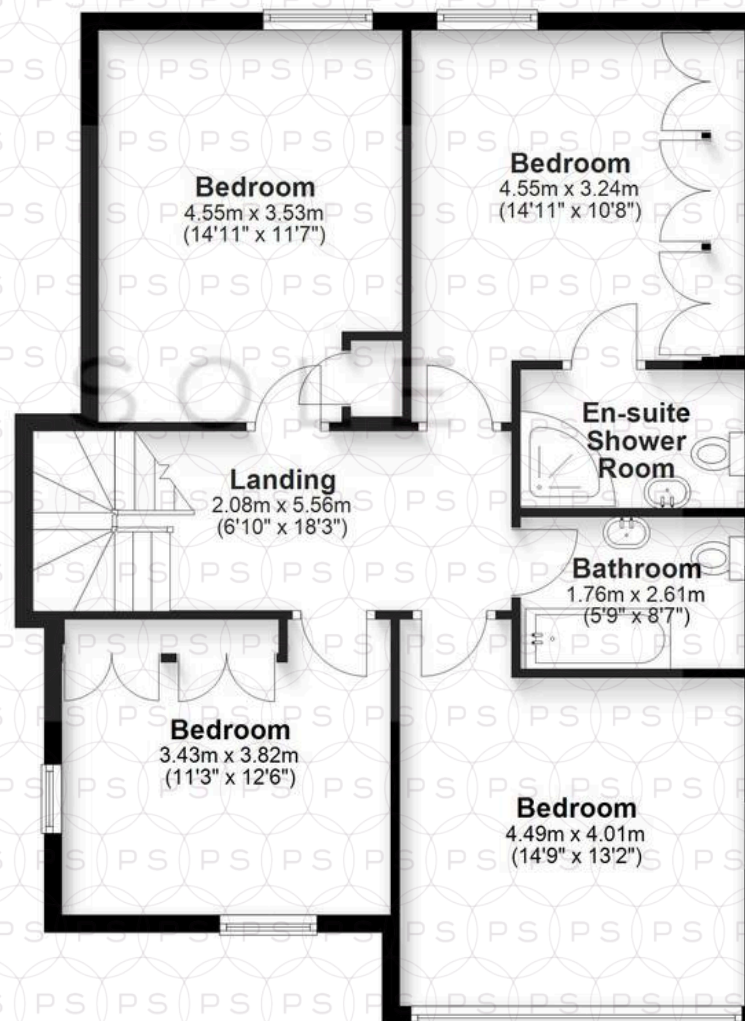 Bedroom
4.55m x 3.53m
(14'11" x 11'7")
Bedroom
4.55m x 3.24m
(14'11" x 10'8")
En-suite
Shower
Room
Landing
2.08m x 5.56m
(6'10" x 18'3")
Bathroom
1.76m x 2.61m
(5'9" x 8'7")
Bedroom
3.43m x 3.82m
(11'3" x 12'6")
Bedroom
4.49m x 4.01m
(14'9" x 13'2")